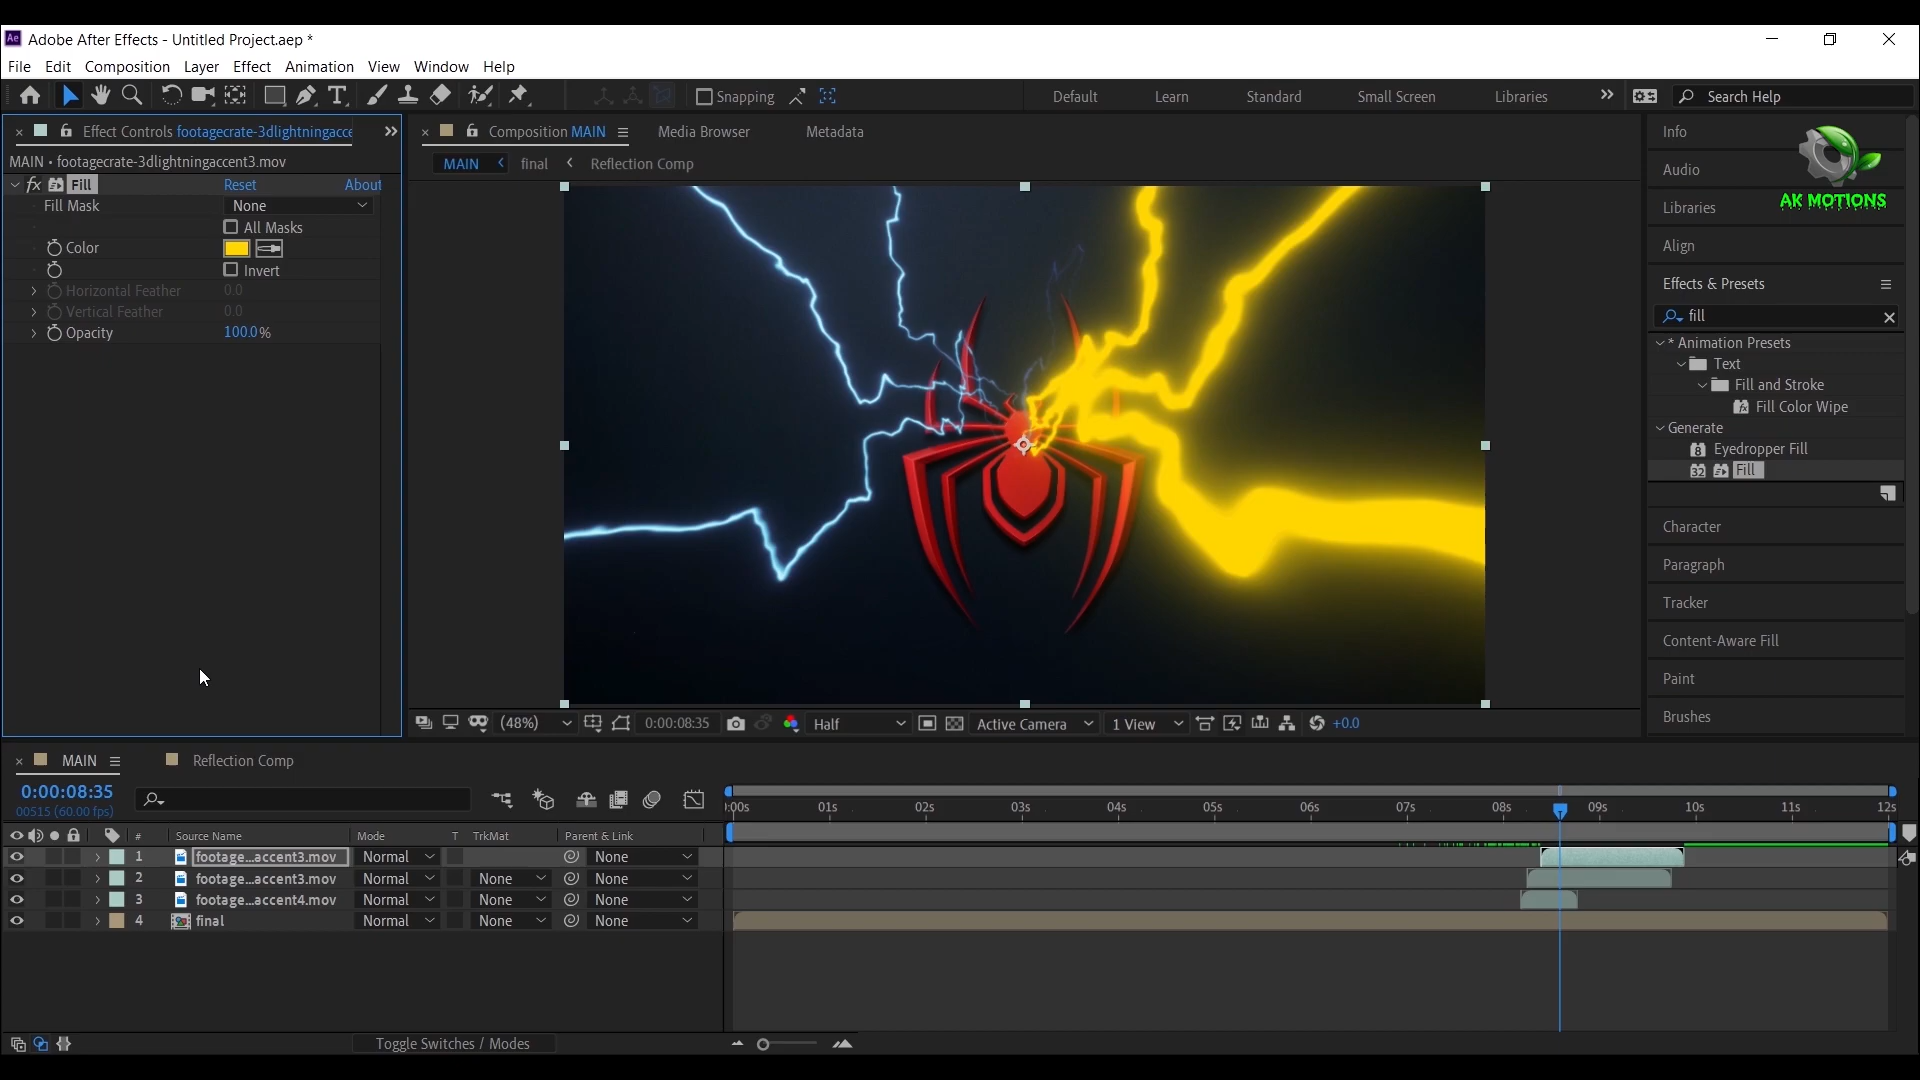 Ae Adobe After Effects - Untitled Project.aep *
File Edit Composition Layer Effect Animation View Window Help
Snapping Default Learn Standard Small Screen Libraries Search Help
Effect Controls footagecrate-3dlightningacce
Composition MAIN Media Browser Metadata
MAIN • footagecrate-3dlightningaccent3.mov
MAIN final Reflection Comp
fx Fill Reset About
Fill Mask None
All Masks
Color
Invert
Horizontal Feather 0.0
Vertical Feather 0.0
Opacity 100.0%
Info
Audio
Libraries
AK MOTIONS
Align
Effects & Presets
fill
* Animation Presets
Text
Fill and Stroke
Fill Color Wipe
Generate
8 Eyedropper Fill
32 Fill
Character
Paragraph
Tracker
Content-Aware Fill
Paint
Brushes
(48%) 0:00:08:35 Half Active Camera 1 View +0.0
MAIN Reflection Comp
0:00:08:35
00515 (60.00 fps)
:00s 01s 02s 03s 04s 05s 06s 07s 08s 09s 10s 11s 12s
# Source Name Mode T TrkMat Parent & Link
1 footage...accent3.mov Normal None
2 footage...accent3.mov Normal None None
3 footage...accent4.mov Normal None None
4 final Normal None None
Toggle Switches / Modes